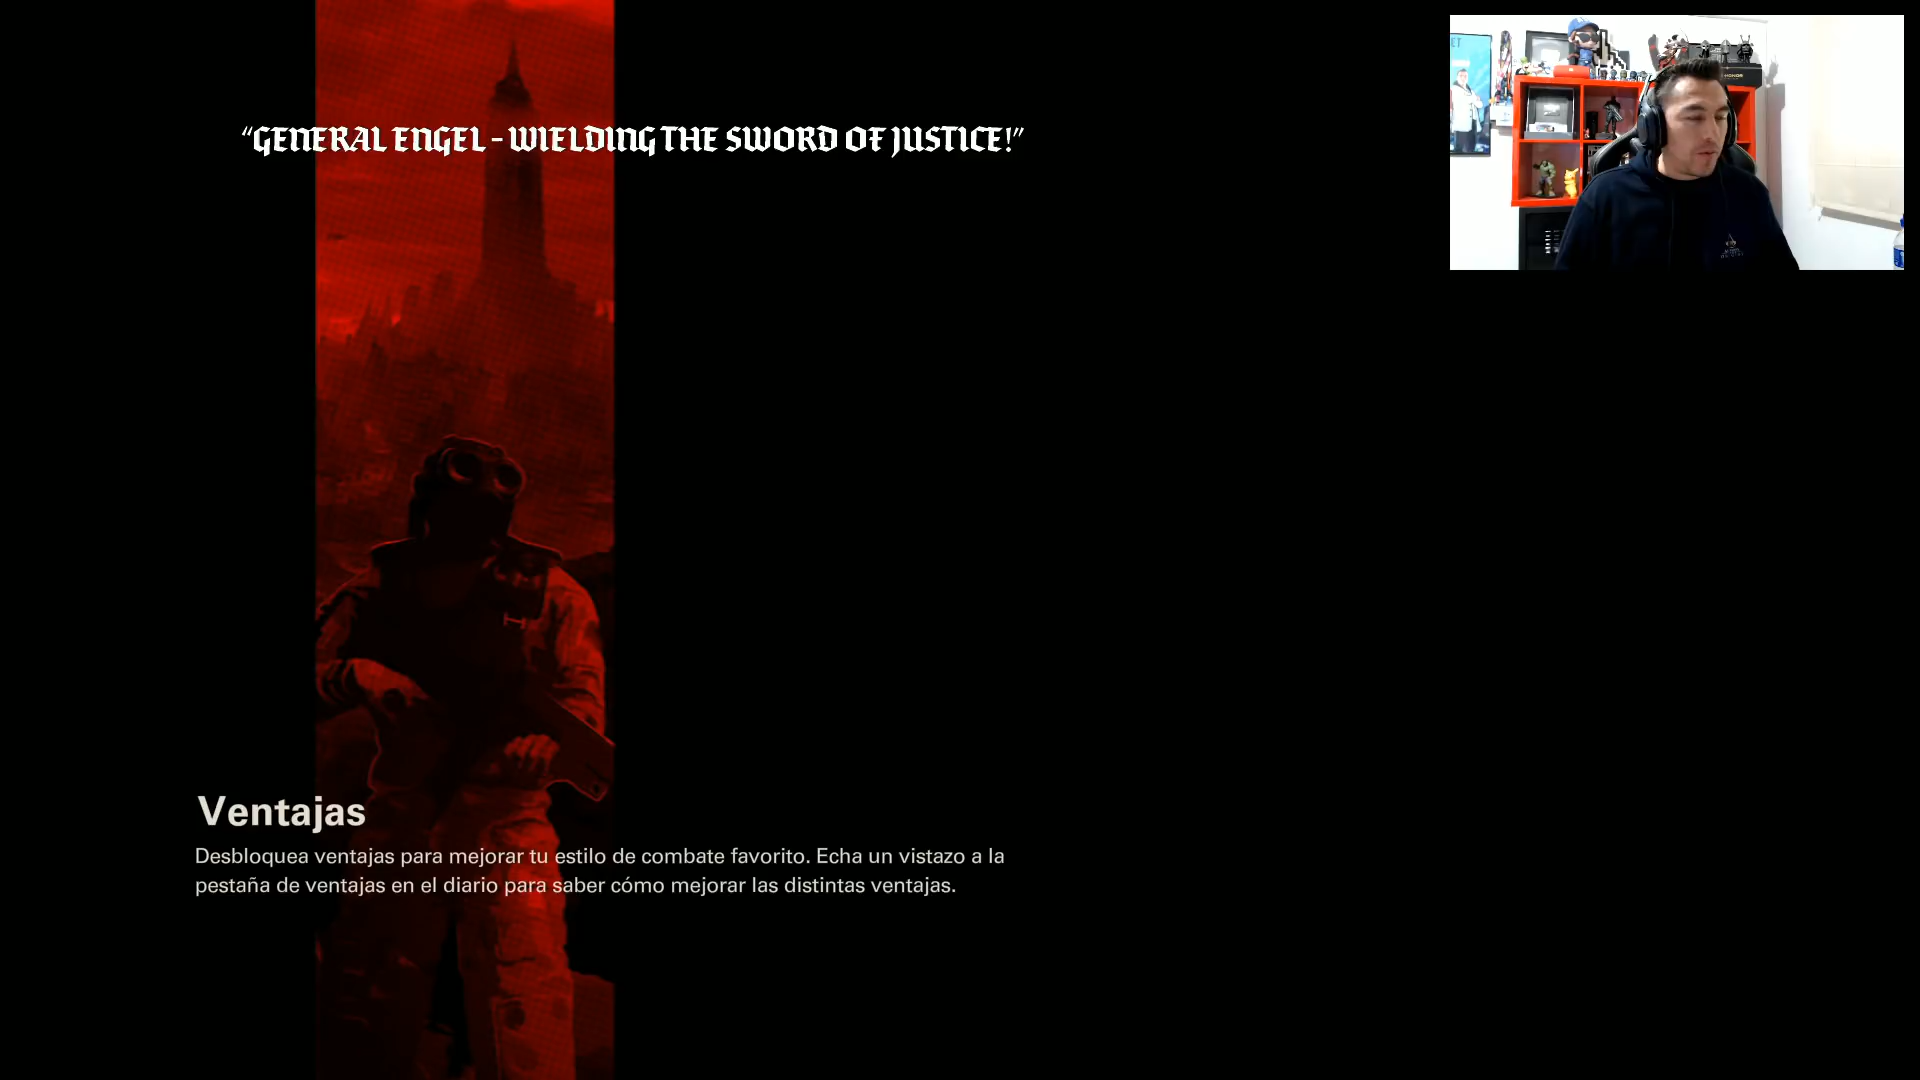 “GENERAL ENGEL - WIELDING THE SWORD OF JUSTICE!”
Ventajas
Desbloquea ventajas para mejorar tu estilo de combate favorito. Echa un vistazo a la
pestaña de ventajas en el diario para saber cómo mejorar las distintas ventajas.